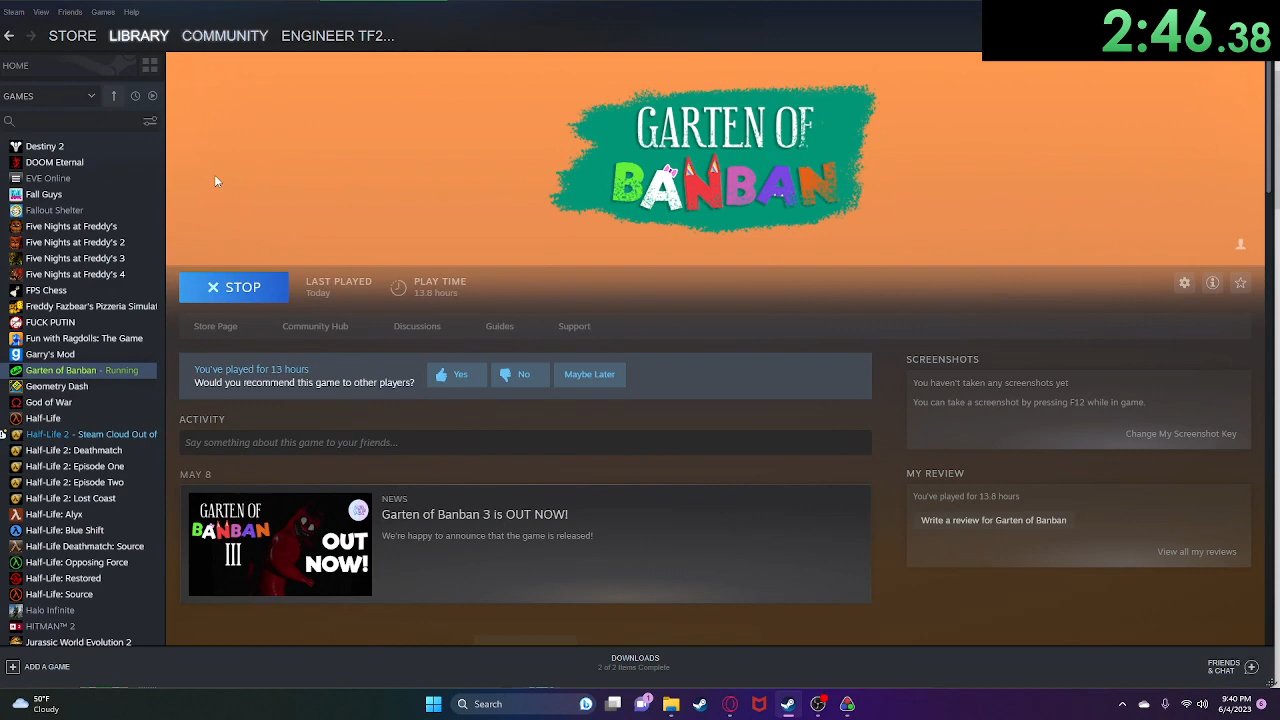 2:46.38
Steam View Friends Games Help
STORE LIBRARY COMMUNITY ENGINEER TF2...
HOME
GAMES
Destiny 2
DOOM Eternal
EVE Online
Fall Guys
Fallout Shelter
Five Nights at Freddy's
Five Nights at Freddy's 2
Five Nights at Freddy's 3
Five Nights at Freddy's 4
FPS Chess
Freddy Fazbear's Pizzeria Simulat
FUCK PUTIN
Fun with Ragdolls: The Game
Garry's Mod
Garten of Banban - Running
Geometry Dash
God of War
Half-Life
Half-Life 2 - Steam Cloud Out of
Half-Life 2: Deathmatch
Half-Life 2: Episode One
Half-Life 2: Episode Two
Half-Life 2: Lost Coast
Half-Life: Alyx
Half-Life: Blue Shift
Half-Life Deathmatch: Source
Half-Life: Opposing Force
Half-Life: Restored
Half-Life: Source
Halo Infinite
HITMAN™ 2
Jurassic World Evolution 2
GARTEN OF
BANBAN
STOP
LAST PLAYED
Today
PLAY TIME
13.8 hours
Store Page Community Hub Discussions Guides Support
You've played for 13 hours
Would you recommend this game to other players?
Yes No Maybe Later
ACTIVITY
Say something about this game to your friends...
MAY 8
GARTEN OF
BANBAN
III
OUT
NOW!
NEWS
Garten of Banban 3 is OUT NOW!
We're happy to announce that the game is released!
SCREENSHOTS
You haven't taken any screenshots yet
You can take a screenshot by pressing F12 while in game.
Change My Screenshot Key
MY REVIEW
You've played for 13.8 hours
Write a review for Garten of Banban
View all my reviews
ADD A GAME
DOWNLOADS
2 of 2 Items Complete
FRIENDS
& CHAT
Search
1
9:40 PM